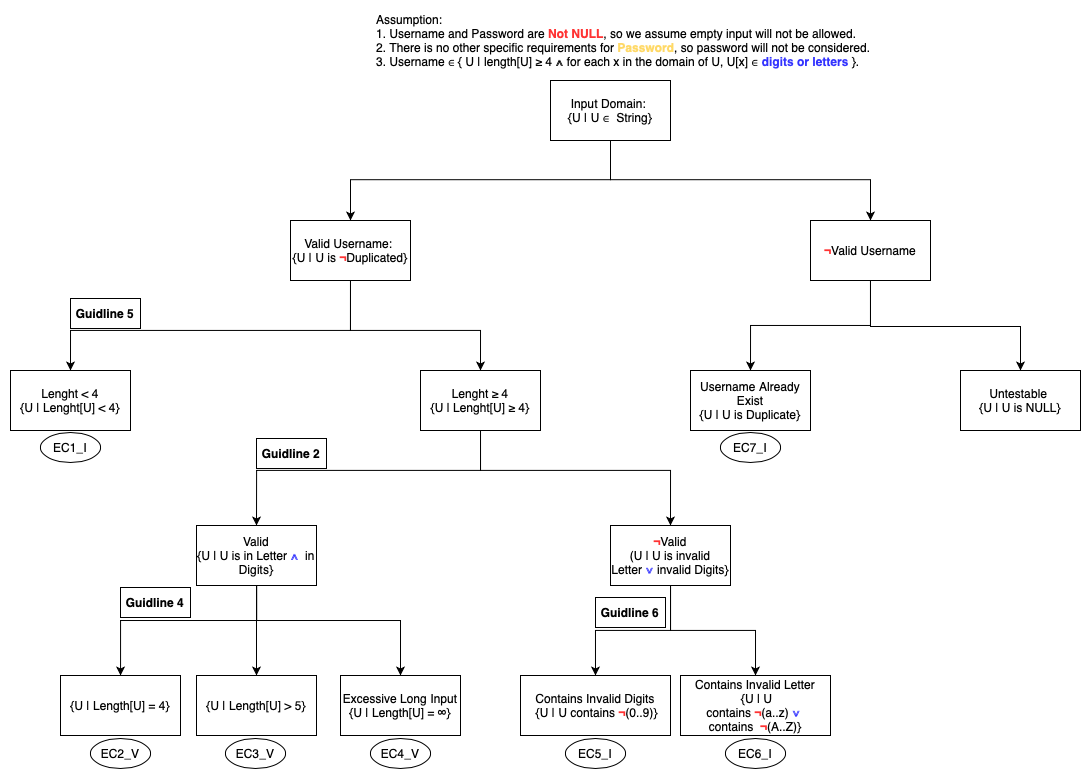 Assumption:
1. Username and Password are Not NULL, so we assume empty input will not be allowed.
2. There is no other specific requirements for Password, so password will not be considered.
3. Username ∈ { U | length[U] ≥ 4 ∧ for each x in the domain of U, U[x] ∈ digits or letters }.
Input Domain:
{U | U ∈ String}
Valid Username:
{U | U is ¬Duplicated}
¬Valid Username
Guidline 5
Lenght < 4
{U | Lenght[U] < 4}
EC1_I
Lenght ≥ 4
{U | Lenght[U] ≥ 4}
Username Already
Exist
{U | U is Duplicate}
EC7_I
Untestable
{U | U is NULL}
Guidline 2
Valid
{U | U is in Letter ∧ in
Digits}
¬Valid
(U | U is invalid
Letter ∨ invalid Digits}
Guidline 4
Guidline 6
{U | Length[U] = 4}
EC2_V
{U | Length[U] > 5}
EC3_V
Excessive Long Input
{U | Length[U] = ∞}
EC4_V
Contains Invalid Digits
{U | U contains ¬(0..9)}
EC5_I
Contains Invalid Letter
{U | U
contains ¬(a..z) ∨
contains ¬(A..Z)}
EC6_I